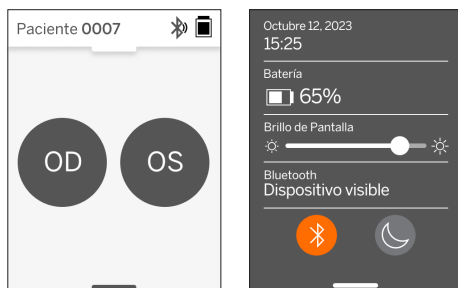 Paciente 0007
OD
OS
Octubre 12, 2023
15:25
Batería
65%
Brillo de Pantalla
Bluetooth
Dispositivo visible